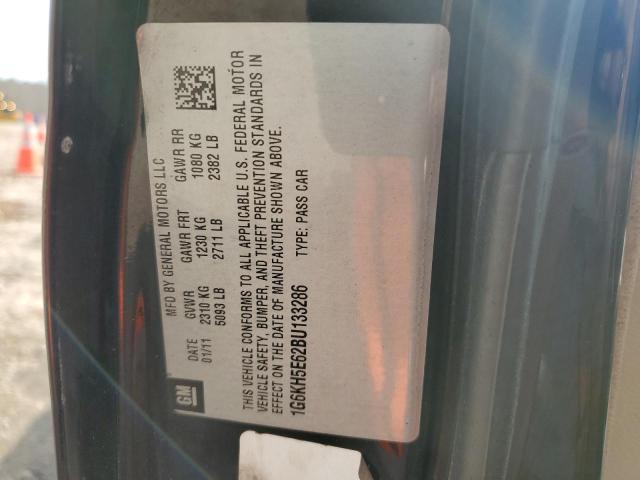 MFD BY GENERAL MOTORS LLC
DATE GVWR GAWR FRT GAWR RR
01/11 2310 KG 1230 KG 1080 KG
5093 LB 2711 LB 2382 LB
GM
THIS VEHICLE CONFORMS TO ALL APPLICABLE U.S. FEDERAL MOTOR
VEHICLE SAFETY, BUMPER, AND THEFT PREVENTION STANDARDS IN
EFFECT ON THE DATE OF MANUFACTURE SHOWN ABOVE.
1G6KH5E62BU133286 TYPE: PASS CAR